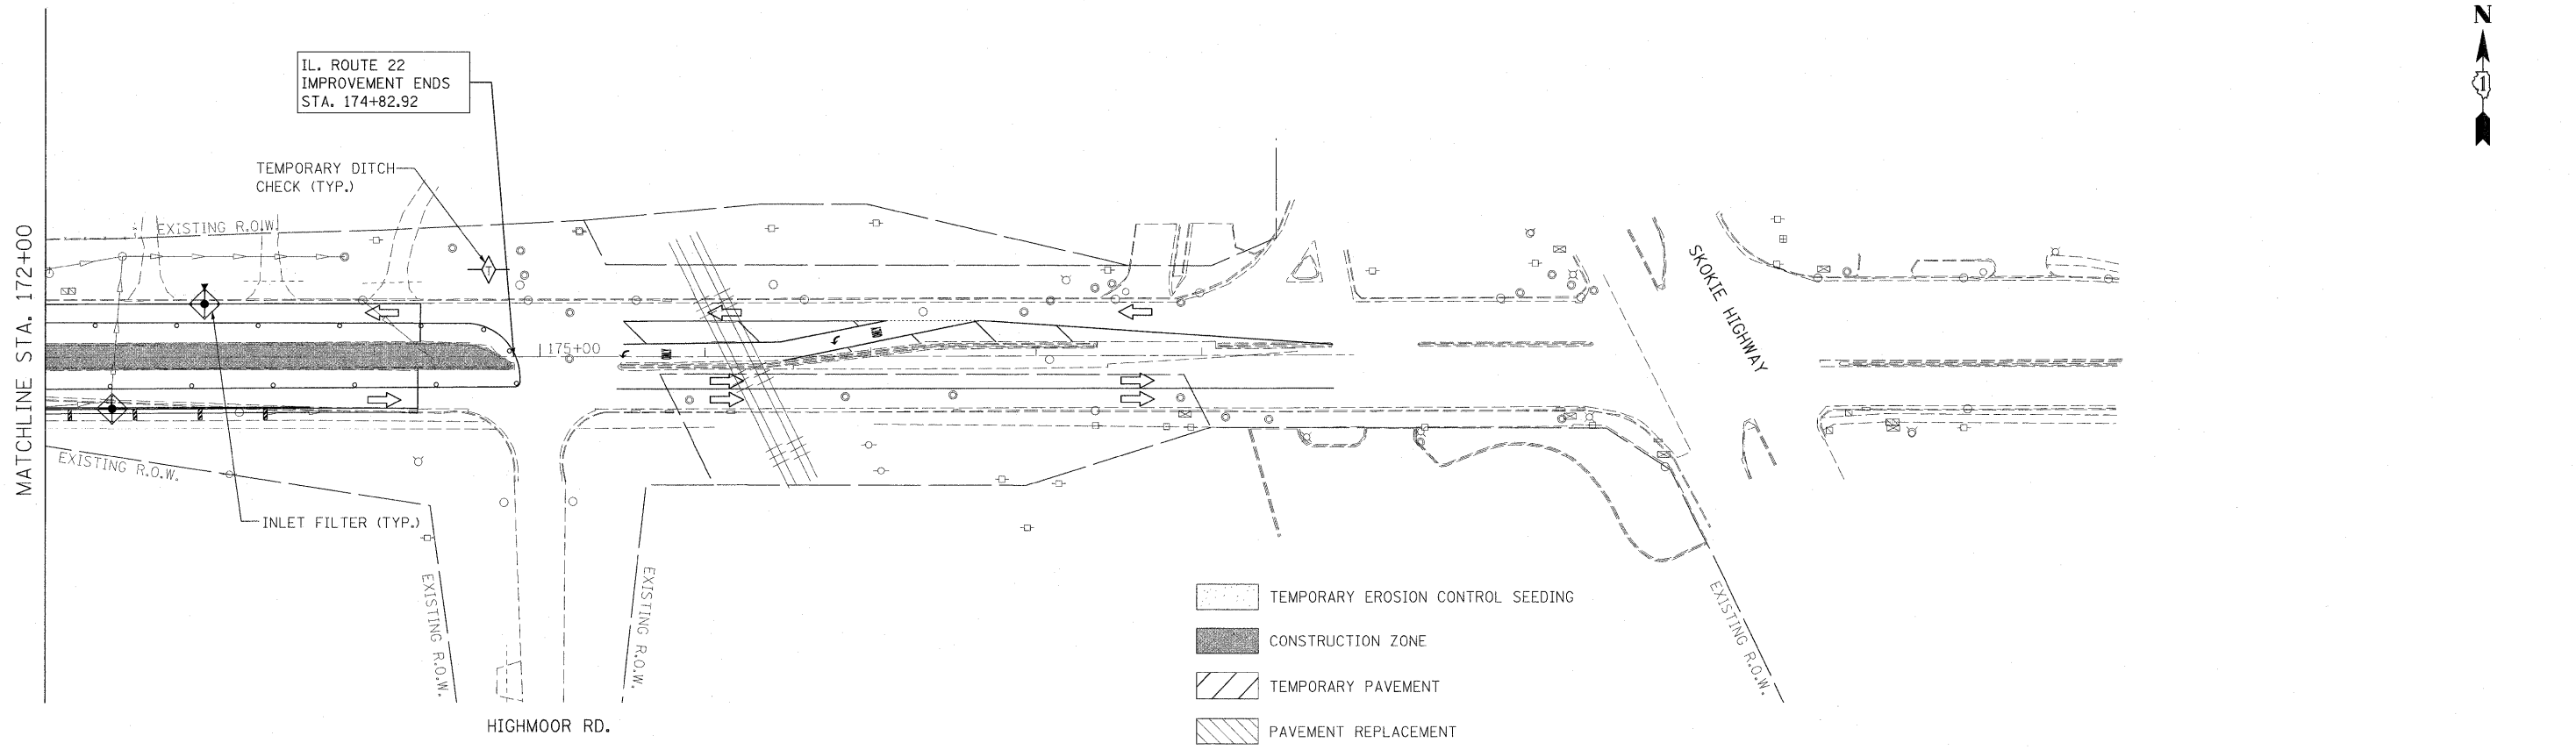 N
IL. ROUTE 22
IMPROVEMENT ENDS
STA. 174+82.92
TEMPORARY DITCH
CHECK (TYP.)
EXISTING R.O.W.
MATCHLINE STA. 172+00
175+00
SKOKIE HIGHWAY
EXISTING R.O.W.
INLET FILTER (TYP.)
EXISTING R.O.W.
EXISTING R.O.W.
EXISTING R.O.W.
HIGHMOOR RD.
TEMPORARY EROSION CONTROL SEEDING
CONSTRUCTION ZONE
TEMPORARY PAVEMENT
PAVEMENT REPLACEMENT